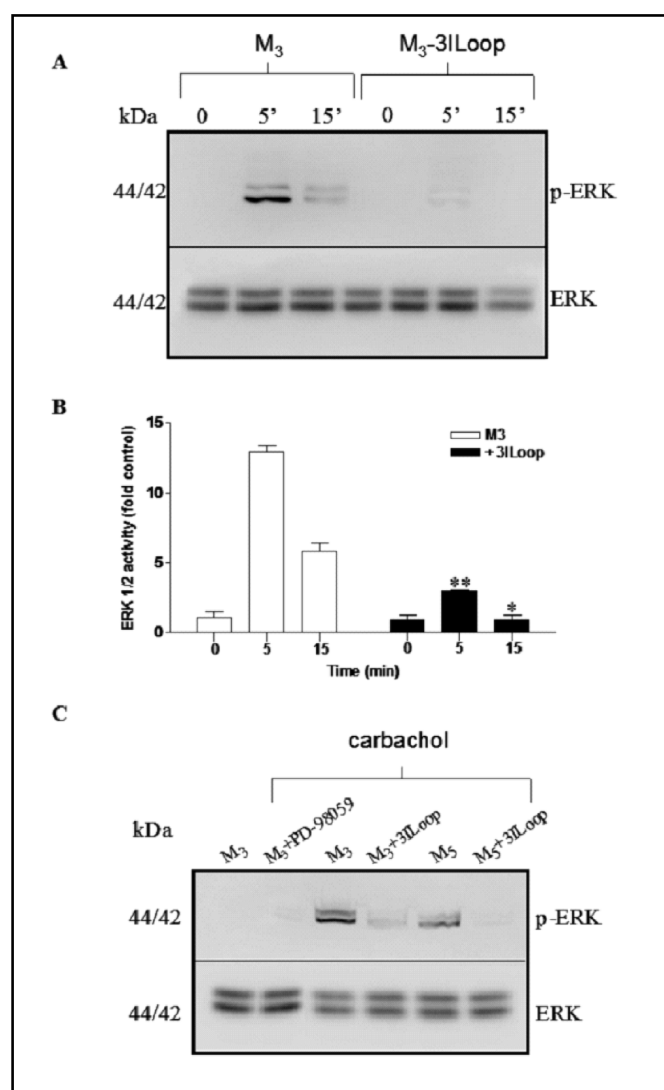 A
M3 M3-3ILoop
kDa 0 5’ 15’ 0 5’ 15’
44/42 p-ERK
44/42 ERK
B
ERK 1/2 activity (fold control)
15
10
5
0
M3
+3ILoop
** *
0 5 15 0 5 15
Time (min)
C
carbachol
kDa M3 M3+PD-98059 M3 M3+3ILoop M5 M5+3ILoop
44/42 p-ERK
44/42 ERK